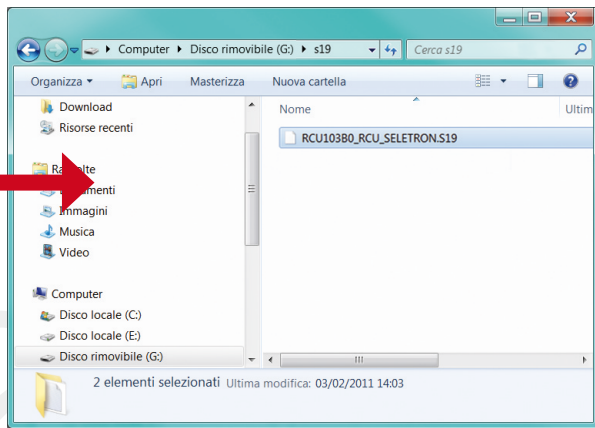 Computer Disco rimovibile (G:) s19
Cerca s19
Organizza Apri Masterizza Nuova cartella
Download
Risorse recenti
Immagini
Musica
Video
Computer
Disco locale (C:)
Disco locale (E:)
Disco rimovibile (G:)
Nome Ultim
RCU103B0_RCU_SELETRON.S19
2 elementi selezionati Ultima modifica: 03/02/2011 14:03